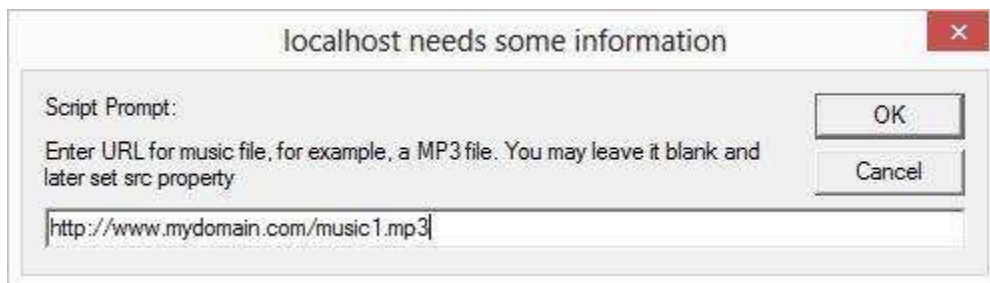 localhost needs some information
Script Prompt:
OK
Enter URL for music file, for example, a MP3 file. You may leave it blank and
later set src property
Cancel
http://www.mydomain.com/music1.mp3